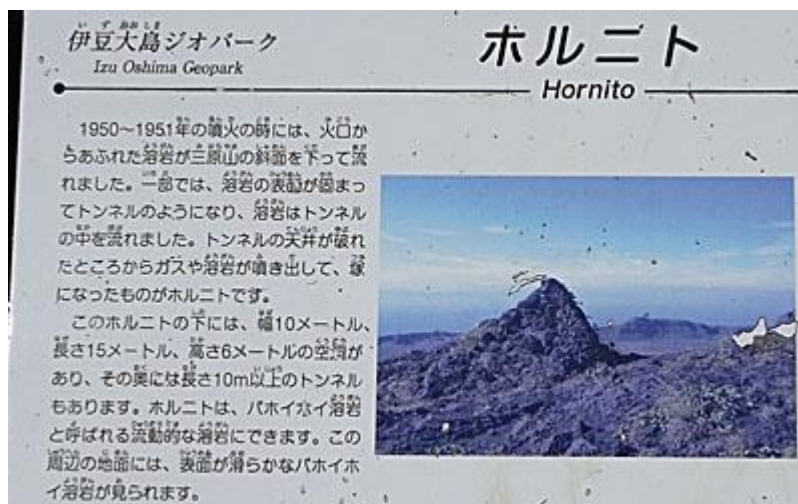 伊豆大島ジオパーク
Izu Oshima Geopark
ホルニト
Hornito
1950～1951年の噴火の時には、火口か
らあふれた溶岩が三原山の斜面を下って流
れました。一部では、溶岩の表面が固まっ
てトンネルのようになり、溶岩はトンネル
の中を流れました。トンネルの天井が破れ
たところからガスや溶岩が噴き出して、塚
になったものがホルニトです。
このホルニトの下には、幅10メートル、
長さ15メートル、高さ6メートルの空洞が
あり、その奥には長さ10m以上のトンネル
もあります。ホルニトは、パホイホイ溶岩
と呼ばれる流動的な溶岩にできます。この
周辺の地面には、表面が滑らかなパホイホ
イ溶岩が見られます。